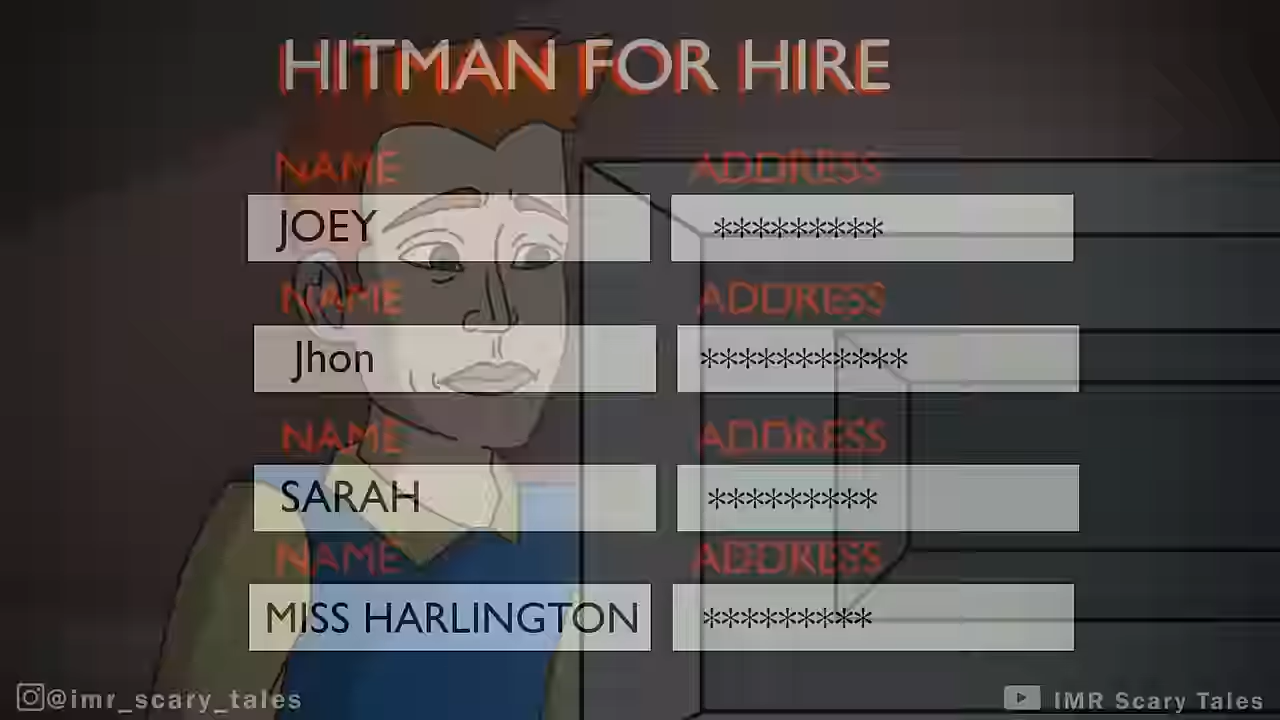 HITMAN FOR HIRE
NAME ADDRESS
JOEY *********
NAME ADDRESS
Jhon ***********
NAME ADDRESS
SARAH *********
NAME ADDRESS
MISS HARLINGTON *********
@imr_scary_tales IMR Scary Tales